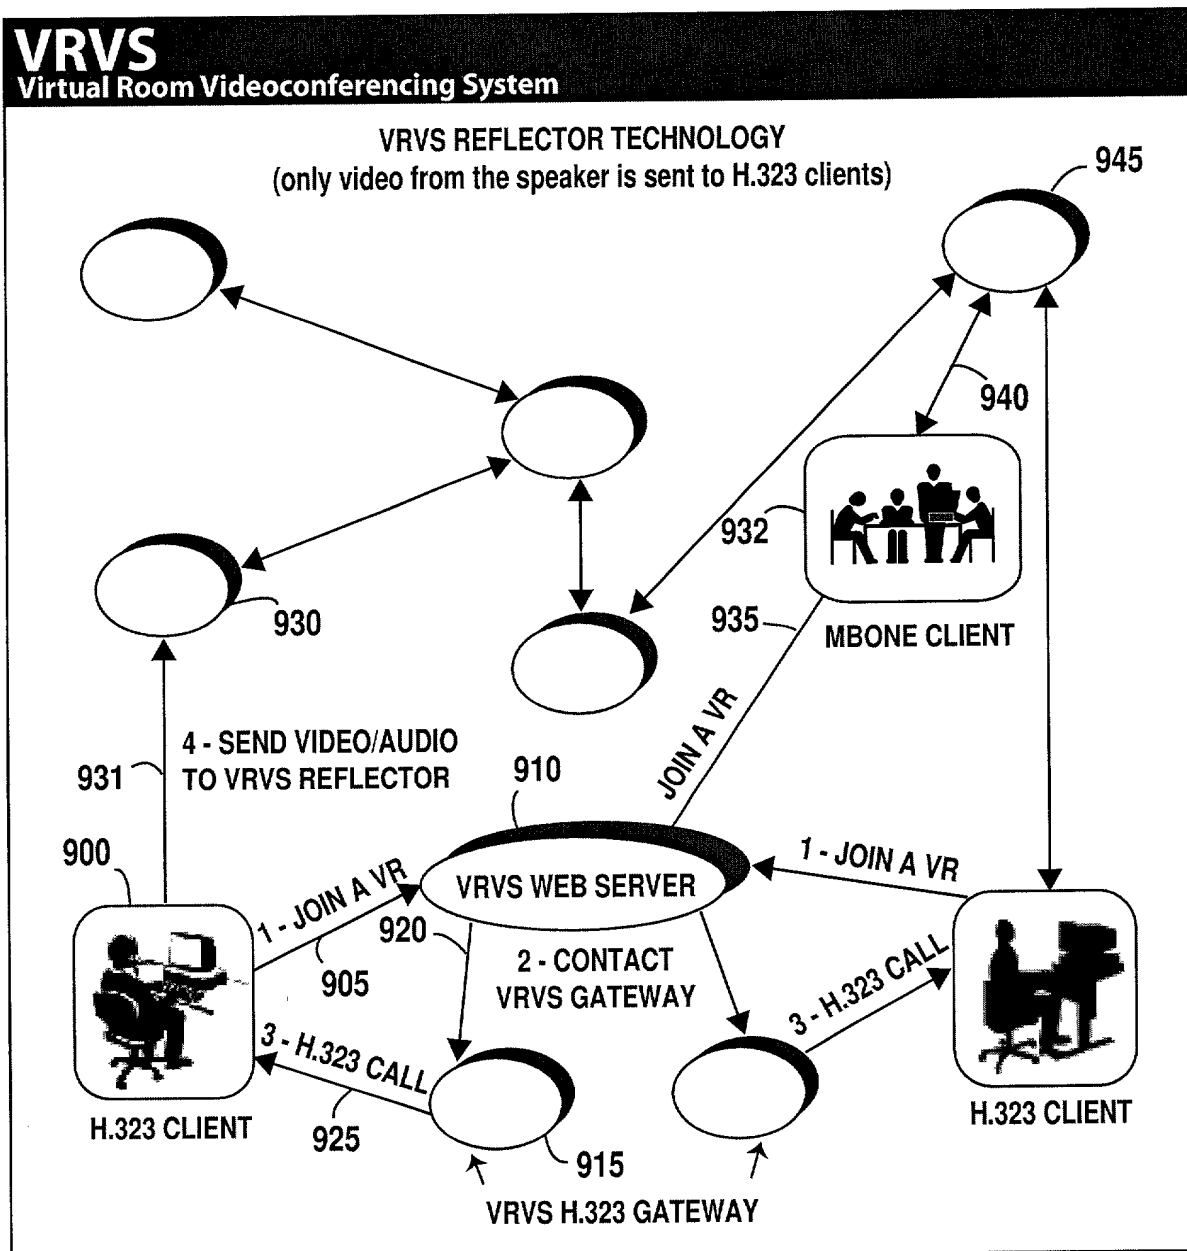 VRVS
Virtual Room Videoconferencing System
VRVS REFLECTOR TECHNOLOGY
(only video from the speaker is sent to H.323 clients)
945
940
932
930
935
MBONE CLIENT
JOIN A VR
4 - SEND VIDEO/AUDIO
TO VRVS REFLECTOR
931
910
900
1 - JOIN A VR
VRVS WEB SERVER
1 - JOIN A VR
920
905
2 - CONTACT
VRVS GATEWAY
3 - H.323 CALL
3 - H.323 CALL
H.323 CLIENT
925
915
H.323 CLIENT
VRVS H.323 GATEWAY